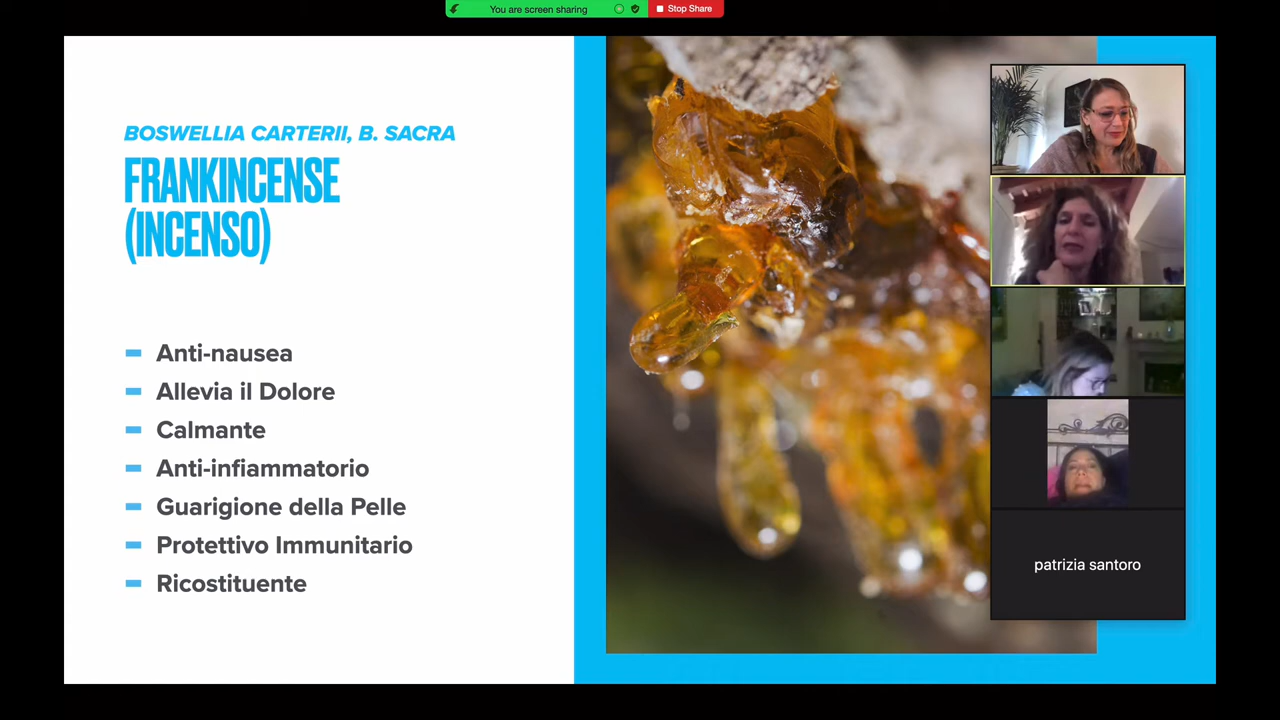 You are screen sharing
Stop Share
BOSWELLIA CARTERII, B. SACRA
FRANKINCENSE
(INCENSO)
Anti-nausea
Allevia il Dolore
Calmante
Anti-infiammatorio
Guarigione della Pelle
Protettivo Immunitario
Ricostituente
patrizia santoro